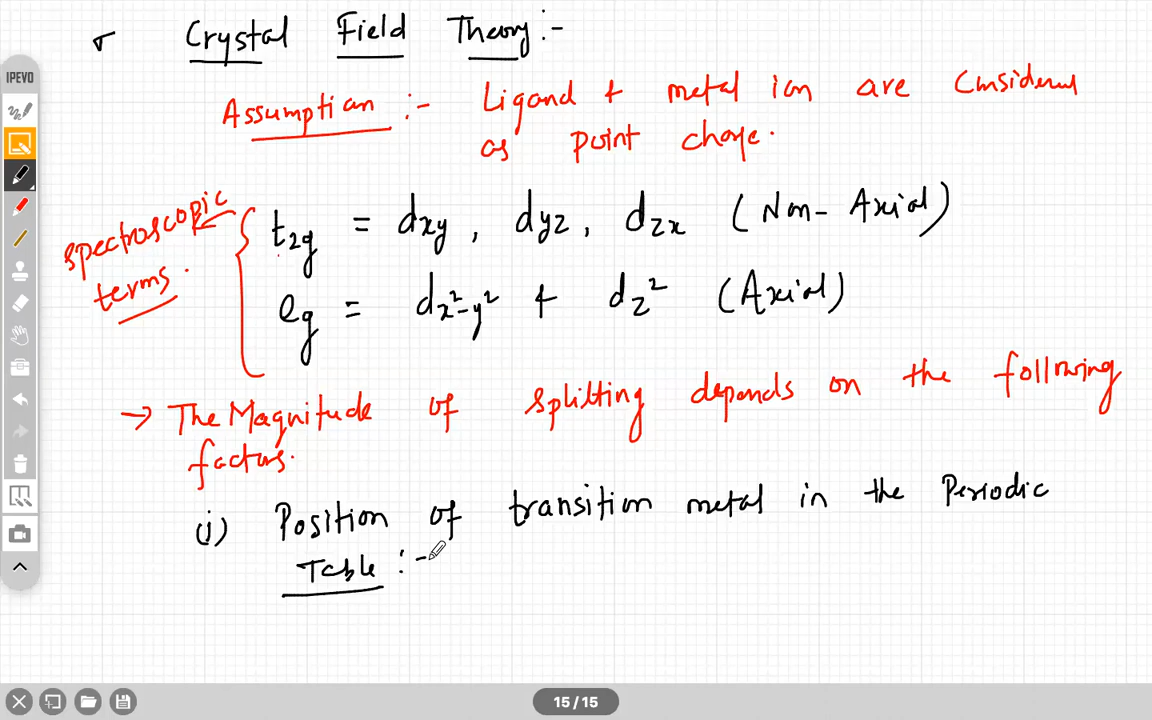 Crystal Field Theory:-
IPEVO
Assumption :- Ligand + metal Ion are Considered
as point charge.
spectroscopic
terms.
t2g = dxy, dyz, dzx (Non-Axial)
eg = dx²-y² + dz² (Axial)
→ The Magnitude of splitting depends on the following
factors.
(i) Position of transition metal in the Periodic
Table :-
15 / 15